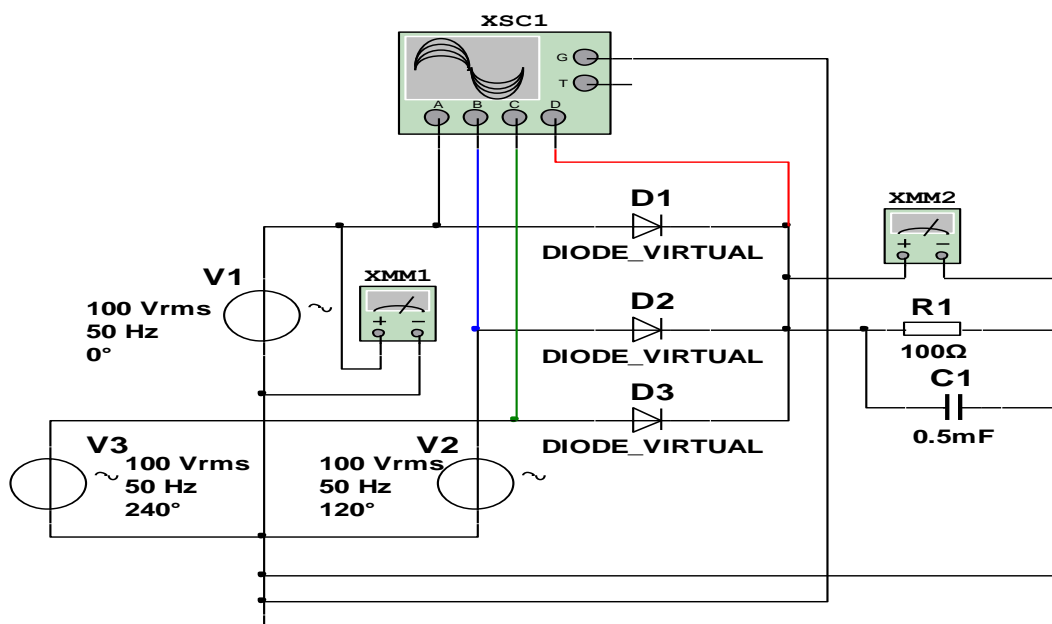 XSC1
G
T
A B C D
D1
DIODE_VIRTUAL
XMM2
+ −
V1
100 Vrms
50 Hz
0°
XMM1
+ −
D2
DIODE_VIRTUAL
R1
100Ω
D3
DIODE_VIRTUAL
C1
0.5mF
V3
100 Vrms
50 Hz
240°
V2
100 Vrms
50 Hz
120°